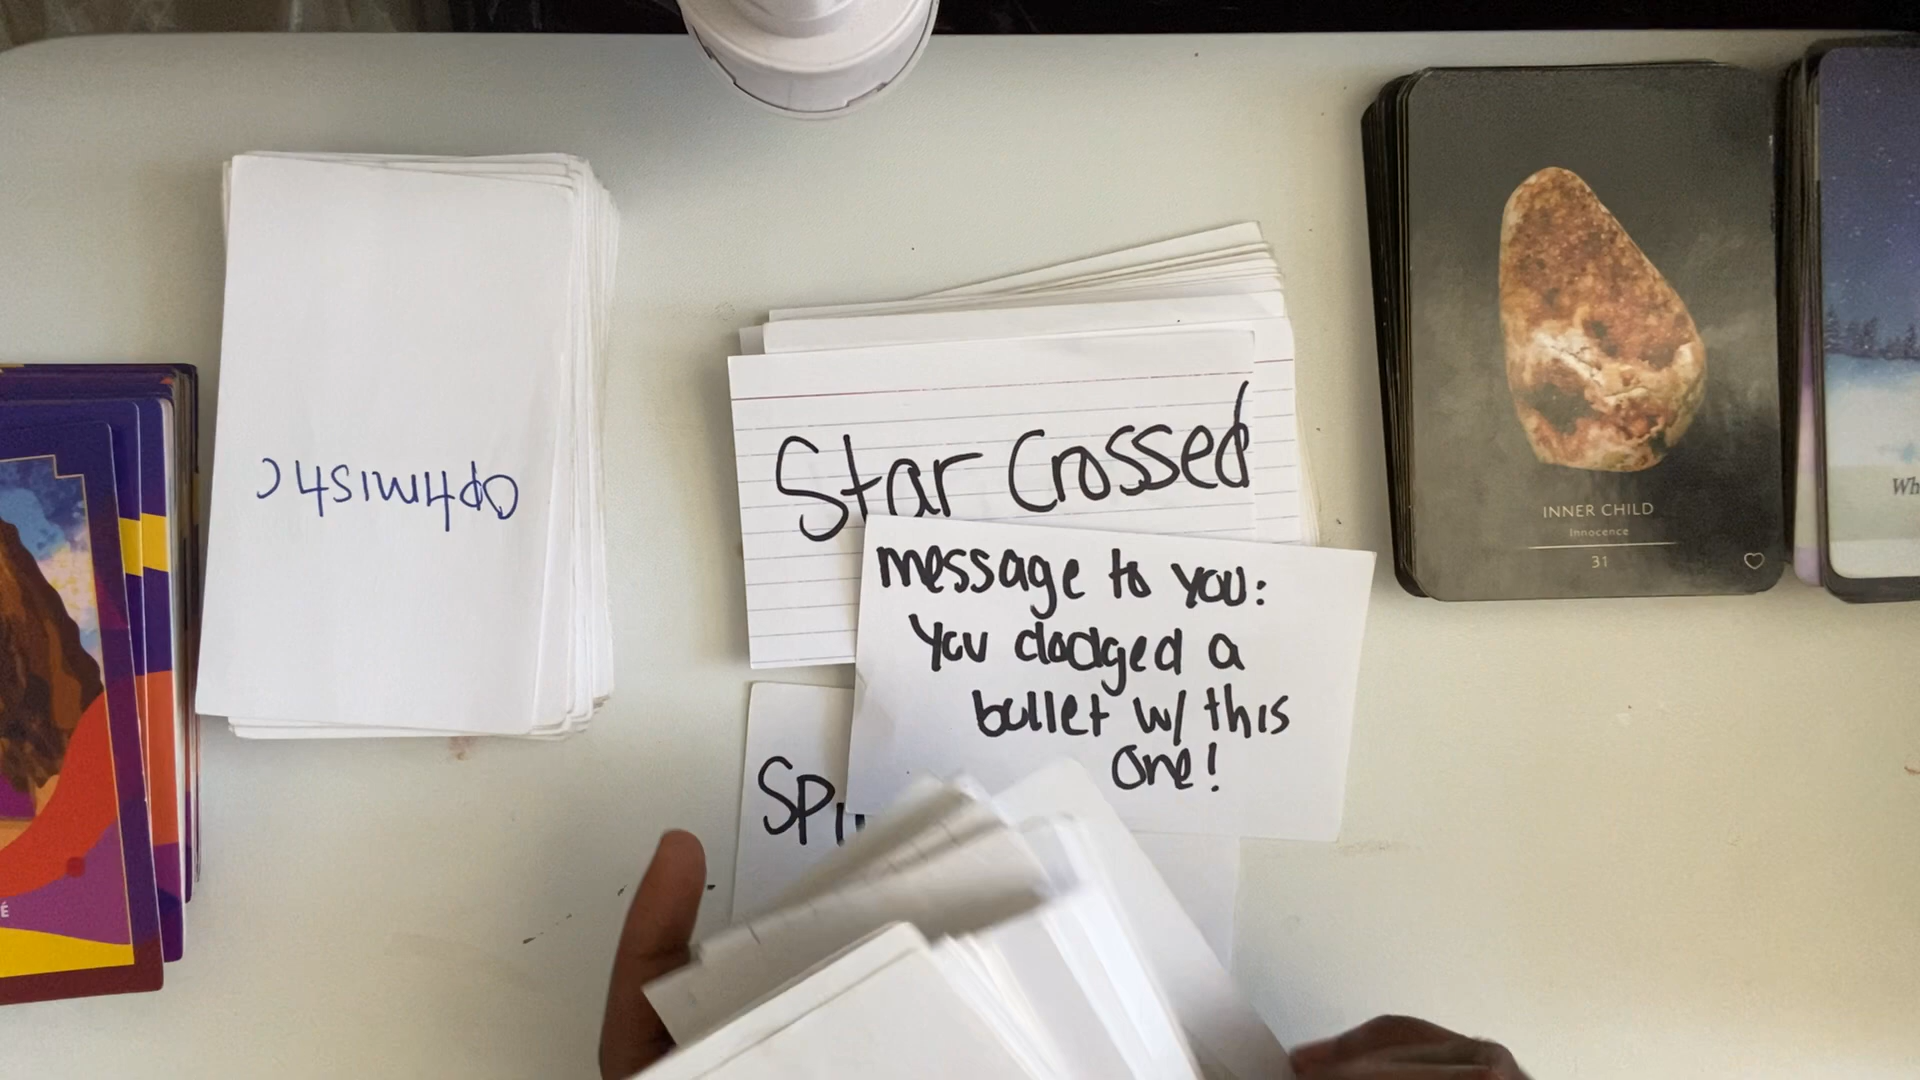 Optimistic
Star Crossed
message to you:
You dodged a
bullet w/ this
one!
INNER CHILD
Innocence
31